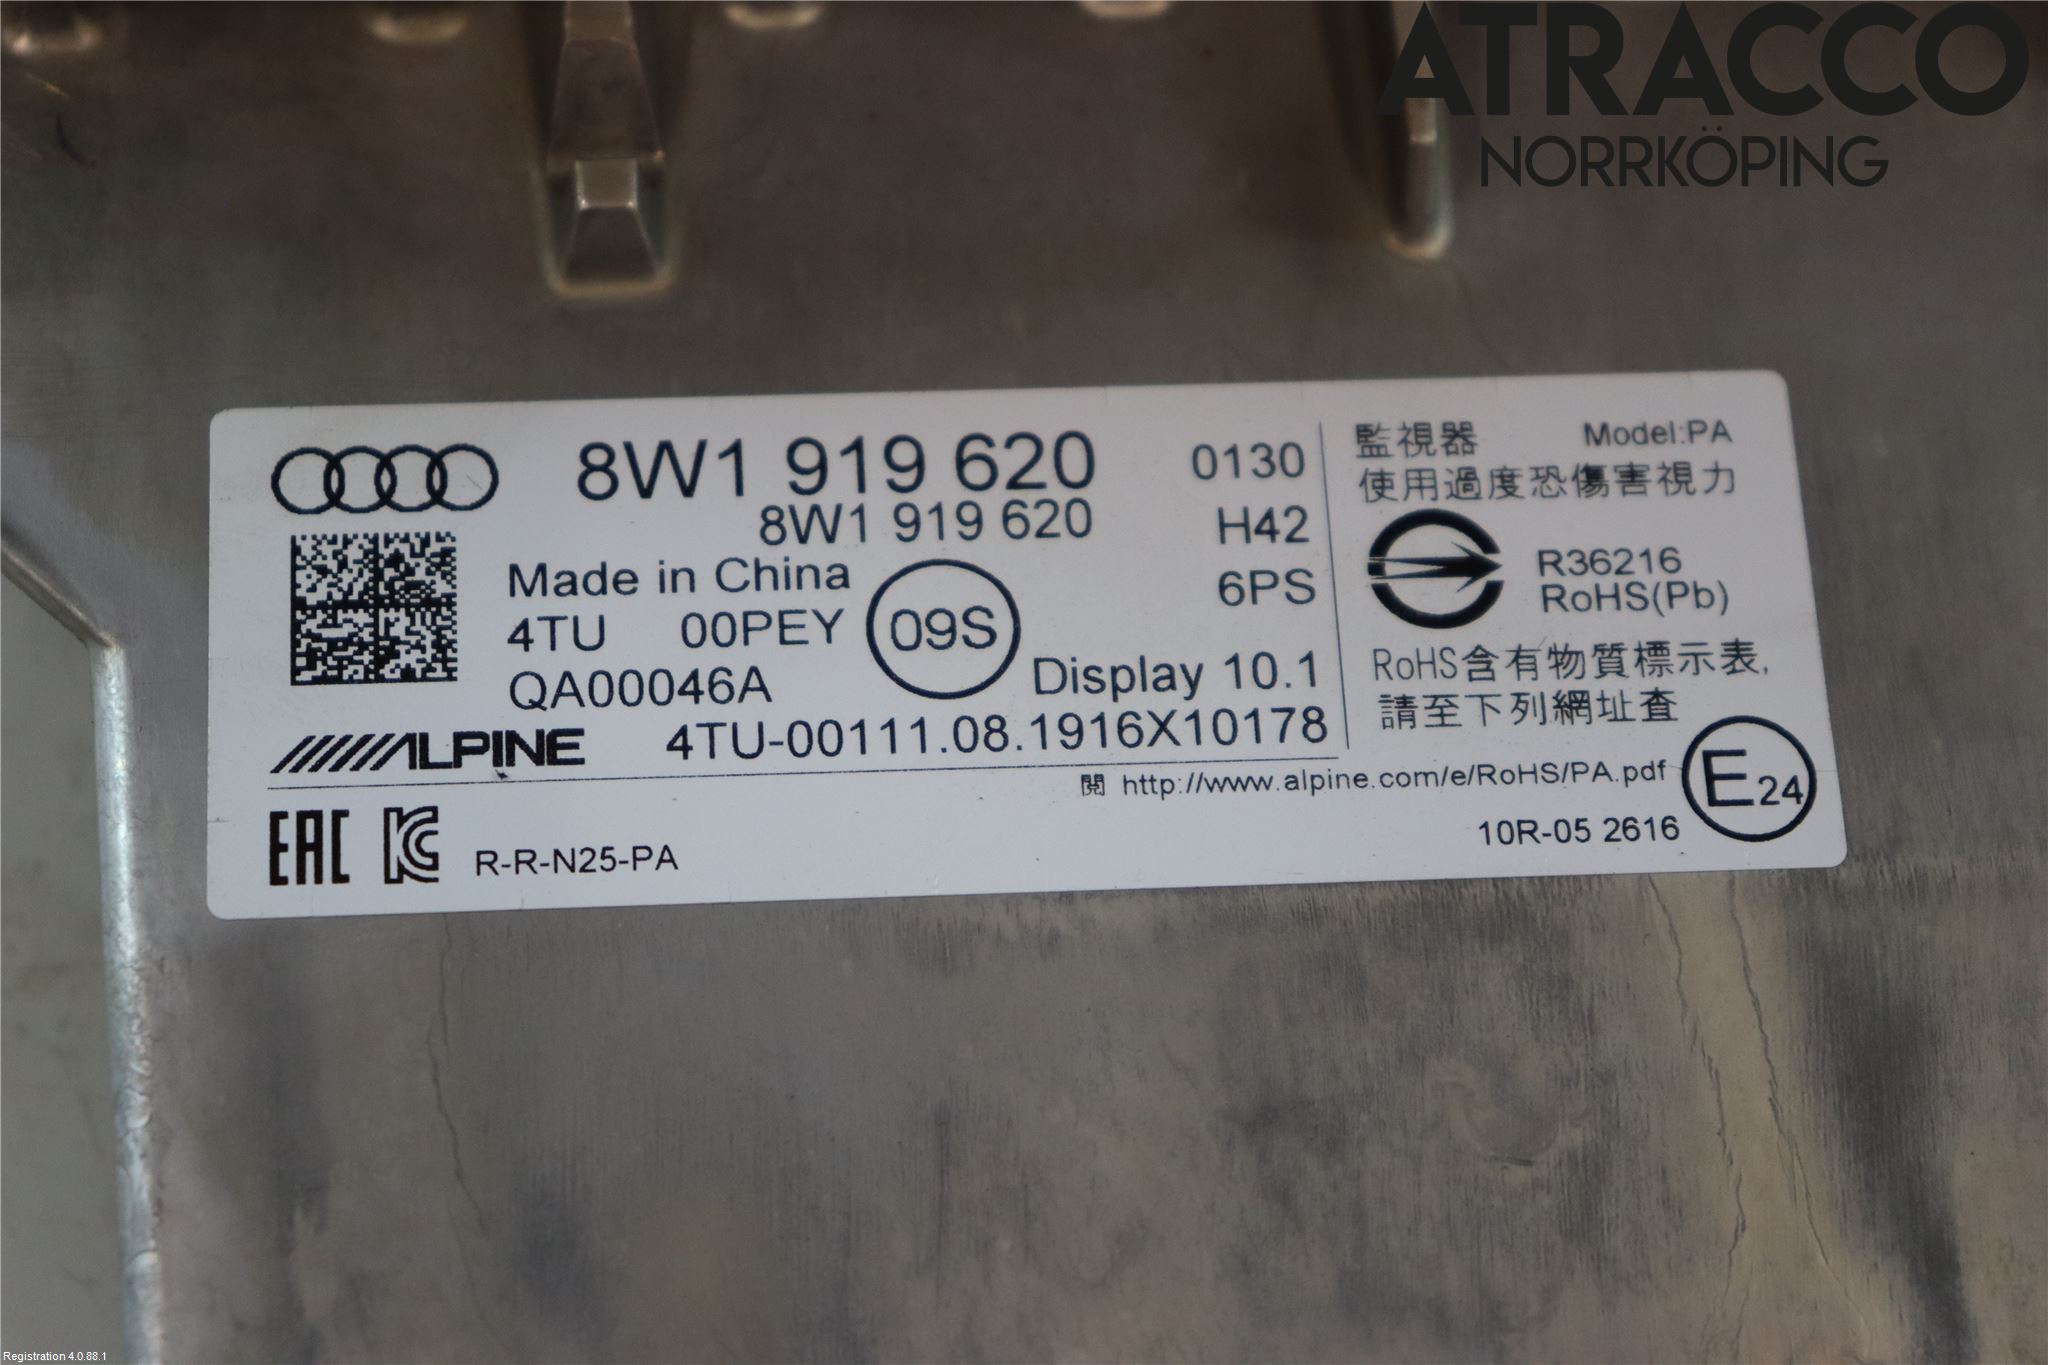 ATRACCO
NORRKÖPING
8W1 919 620
0130
8W1 919 620
H42
Made in China
6PS
4TU 00PEY
09S
QA00046A
Display 10.1
ALPINE
4TU-00111.08.1916X10178
監視器 Model:PA
使用過度恐傷害視力
R36216
RoHS(Pb)
RoHS含有物質標示表,
請至下列網址查
閱 http://www.alpine.com/e/RoHS/PA.pdf
E24
EAC
KC
R-R-N25-PA
10R-05 2616
Registration 4.0.88.1